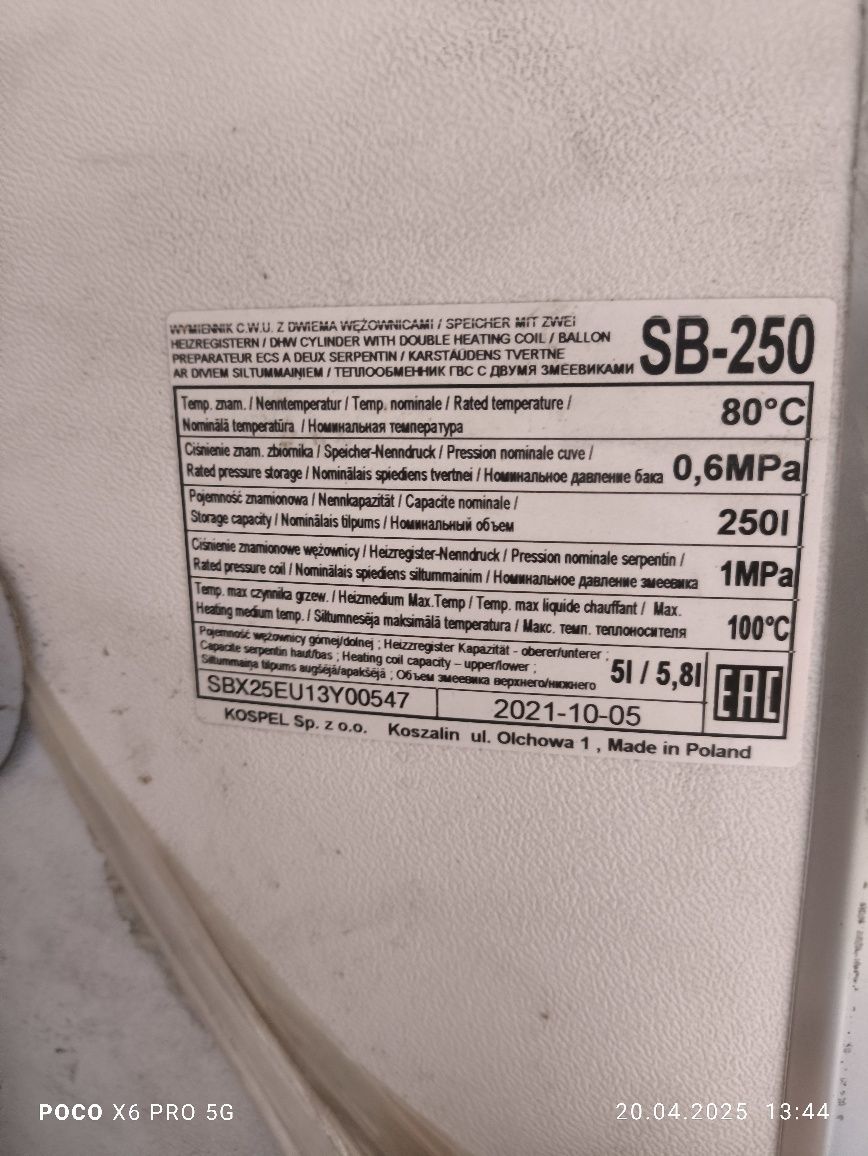 WYMIENNIK C.W.U. Z DWIEMA WĘŻOWNICAMI / SPEICHER MIT ZWEI
HEIZREGISTERN / DHW CYLINDER WITH DOUBLE HEATING COIL / BALLON
PREPARATEUR ECS A DEUX SERPENTIN / KARSTĀUDENS TVERTNE
AR DIVIEM SILTUMMAIŅIEM / ТЕПЛООБМЕННИК ГВС С ДВУМЯ ЗМЕЕВИКАМИ
SB-250
Temp. znam. / Nenntemperatur / Temp. nominale / Rated temperature /
Nominālā temperatūra / Номинальная температура
80°C
Ciśnienie znam. zbiornika / Speicher-Nenndruck / Pression nominale cuve /
Rated pressure storage / Nominālais spiediens tvertnei / Номинальное давление бака
0,6MPa
Pojemność znamionowa / Nennkapazität / Capacite nominale /
Storage capacity / Nominālais tilpums / Номинальный объем
250l
Ciśnienie znamionowe wężownicy / Heizregister-Nenndruck / Pression nominale serpentin /
Rated pressure coil / Nominālais spiediens siltummainim / Номинальное давление змеевика
1MPa
Temp. max czynnika grzew. / Heizmedium Max.Temp / Temp. max liquide chauffant / Max.
Heating medium temp. / Siltumnesēja maksimālā temperatura / Макс. темп. теплоносителя
100°C
Pojemność wężownicy górnej/dolnej ; Heizzregister Kapazität - oberer/unterer ;
Capacite serpentin haut/bas ; Heating coil capacity – upper/lower ;
Siltummaiņa tilpums augšējā/apakšējā ; Объем змеевика верхнего/нижнего
5l / 5,8l
EAC
SBX25EU13Y00547
2021-10-05
KOSPEL Sp. z o.o. Koszalin ul. Olchowa 1 , Made in Poland
POCO X6 PRO 5G
20.04.2025 13:44